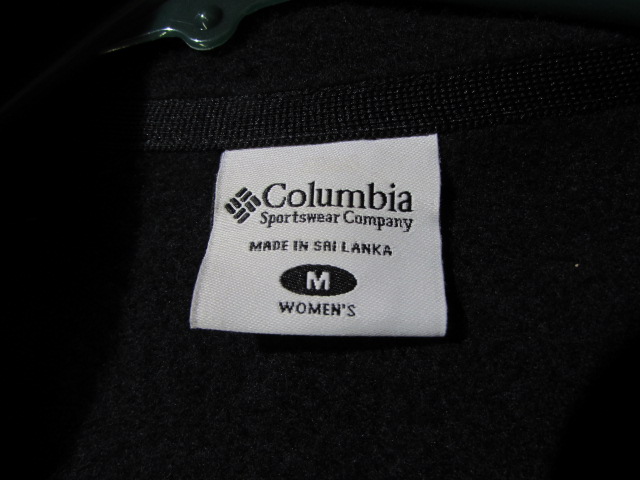 Columbia
Sportswear Company
MADE IN SRI LANKA
M
WOMEN'S